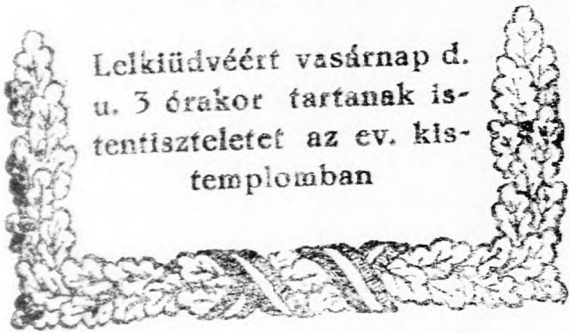 Lelkiüdvéért vasárnap d.
u. 3 órakor tartanak is-
tentiszteletet az ev. kis-
templomban